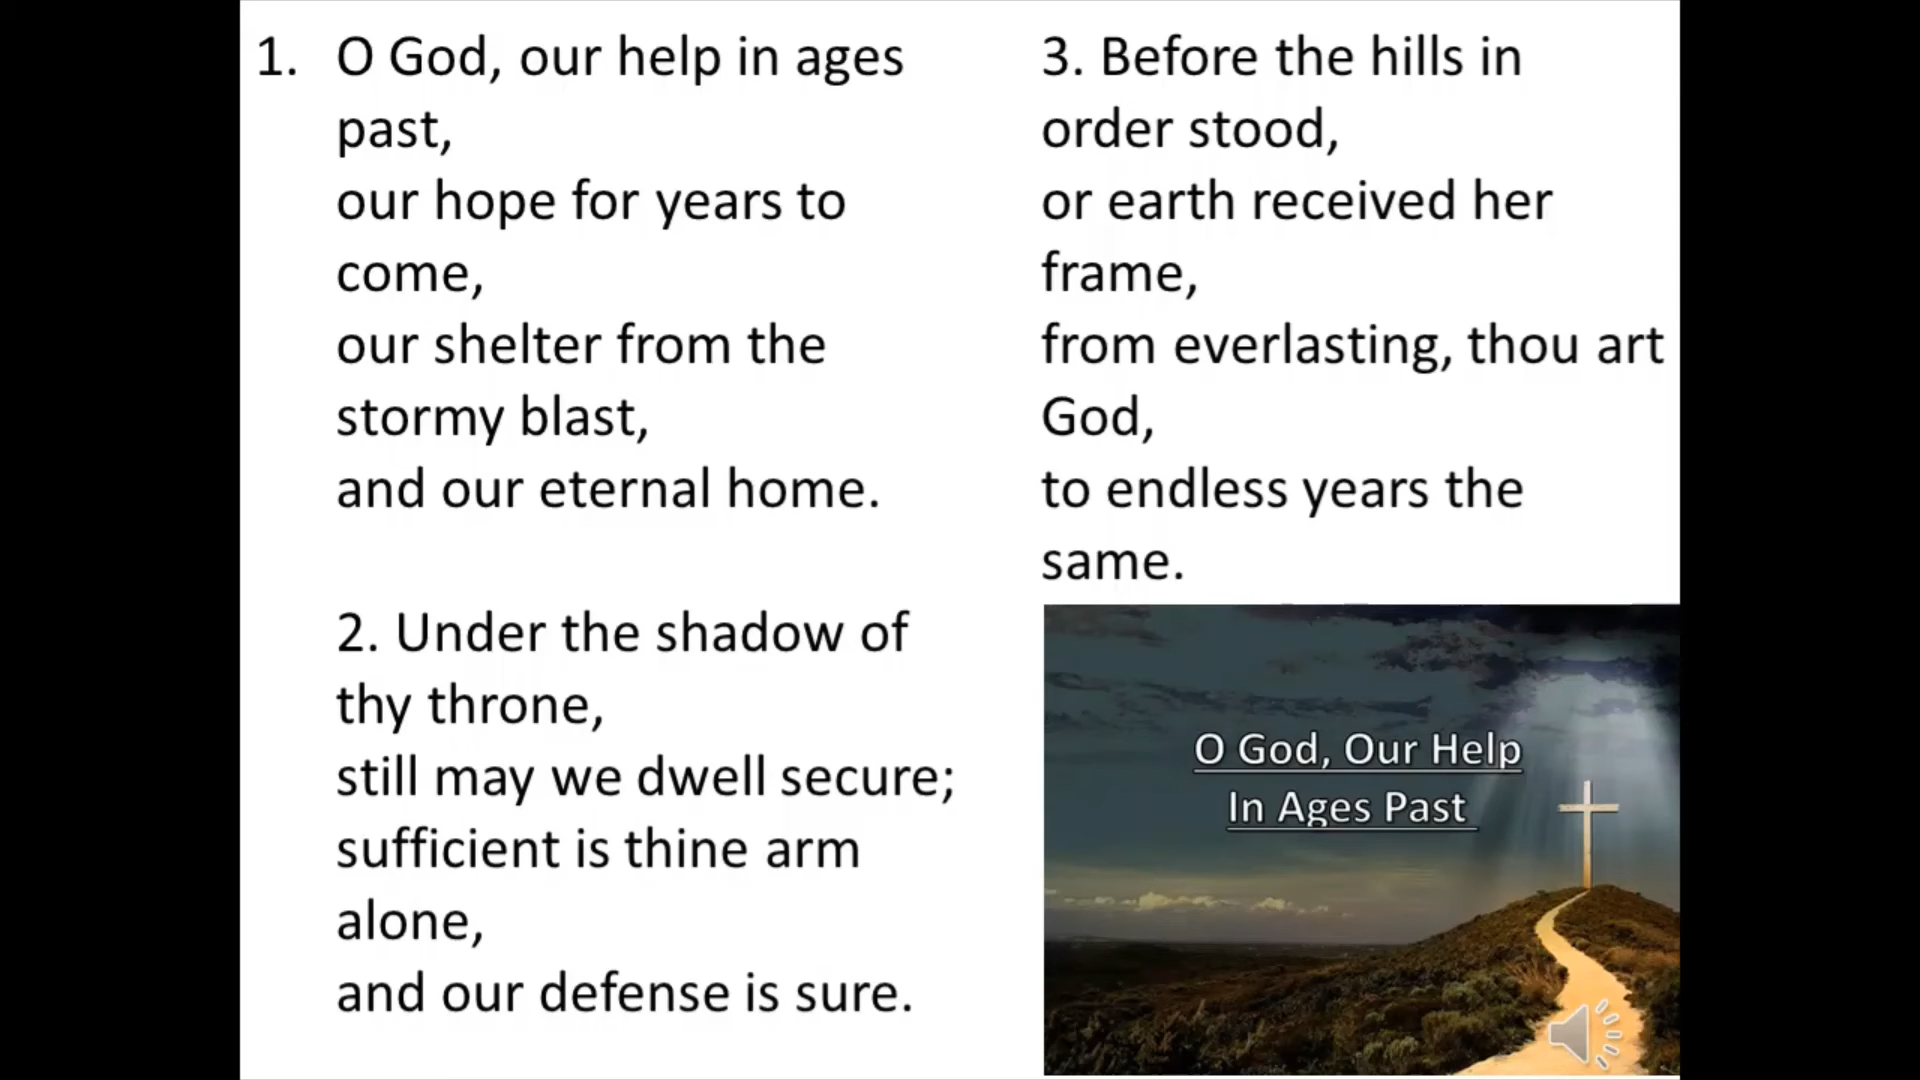 1. O God, our help in ages
past,
our hope for years to
come,
our shelter from the
stormy blast,
and our eternal home.
2. Under the shadow of
thy throne,
still may we dwell secure;
sufficient is thine arm
alone,
and our defense is sure.
3. Before the hills in
order stood,
or earth received her
frame,
from everlasting, thou art
God,
to endless years the
same.
O God, Our Help
In Ages Past